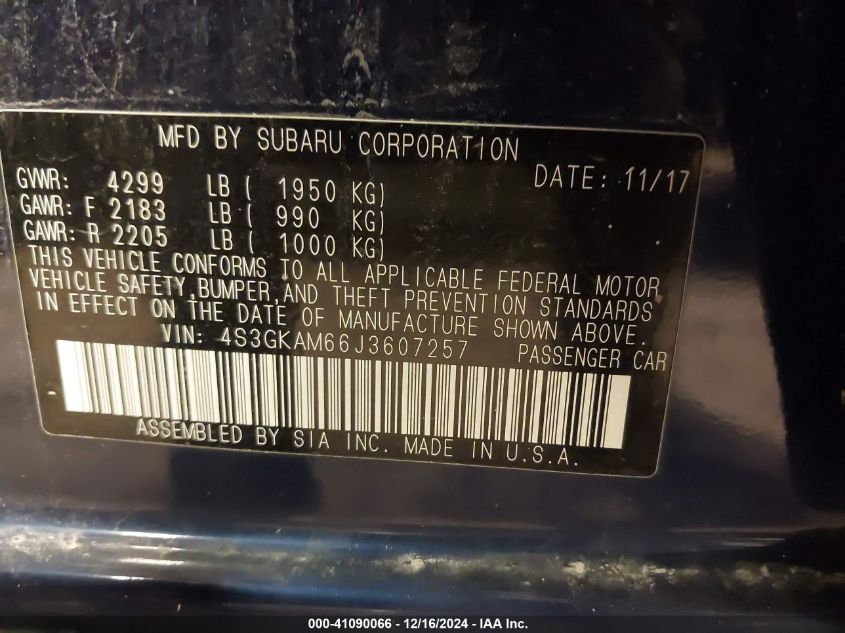 MFD BY SUBARU CORPORATION
DATE: 11/17
GVWR: 4299 LB ( 1950 KG)
GAWR: F 2183 LB ( 990 KG)
GAWR: R 2205 LB ( 1000 KG)
THIS VEHICLE CONFORMS TO ALL APPLICABLE FEDERAL MOTOR
VEHICLE SAFETY,BUMPER,AND THEFT PREVENTION STANDARDS
IN EFFECT ON THE DATE OF MANUFACTURE SHOWN ABOVE.
VIN: 4S3GKAM66J3607257 PASSENGER CAR
ASSEMBLED BY SIA INC. MADE IN U.S.A.
000-41090066 - 12/16/2024 - IAA Inc.